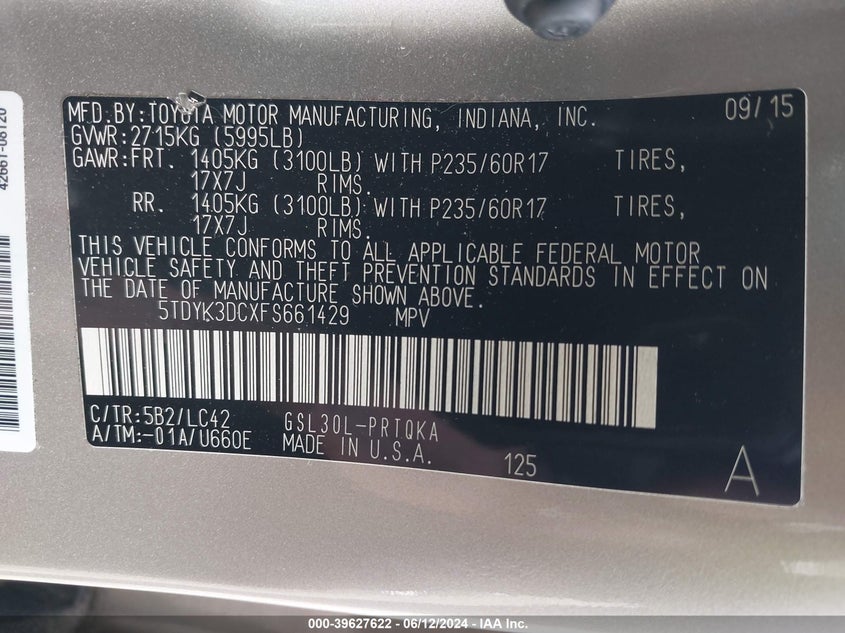 42661-08120
MFD.BY:TOYOTA MOTOR MANUFACTURING, INDIANA, INC. 09/15
GVWR:2715KG (5995LB)
GAWR:FRT. 1405KG (3100LB) WITH P235/60R17 TIRES,
17X7J RIMS.
RR. 1405KG (3100LB) WITH P235/60R17 TIRES,
17X7J RIMS.
THIS VEHICLE CONFORMS TO ALL APPLICABLE FEDERAL MOTOR
VEHICLE SAFETY AND THEFT PREVENTION STANDARDS IN EFFECT ON
THE DATE OF MANUFACTURE SHOWN ABOVE.
5TDYK3DCXFS661429 MPV
C/TR:5B2/LC42 GSL30L-PRTQKA
A/TM:-01A/U660E MADE IN U.S.A. 125 A
000-39627622 - 06/12/2024 - IAA Inc.